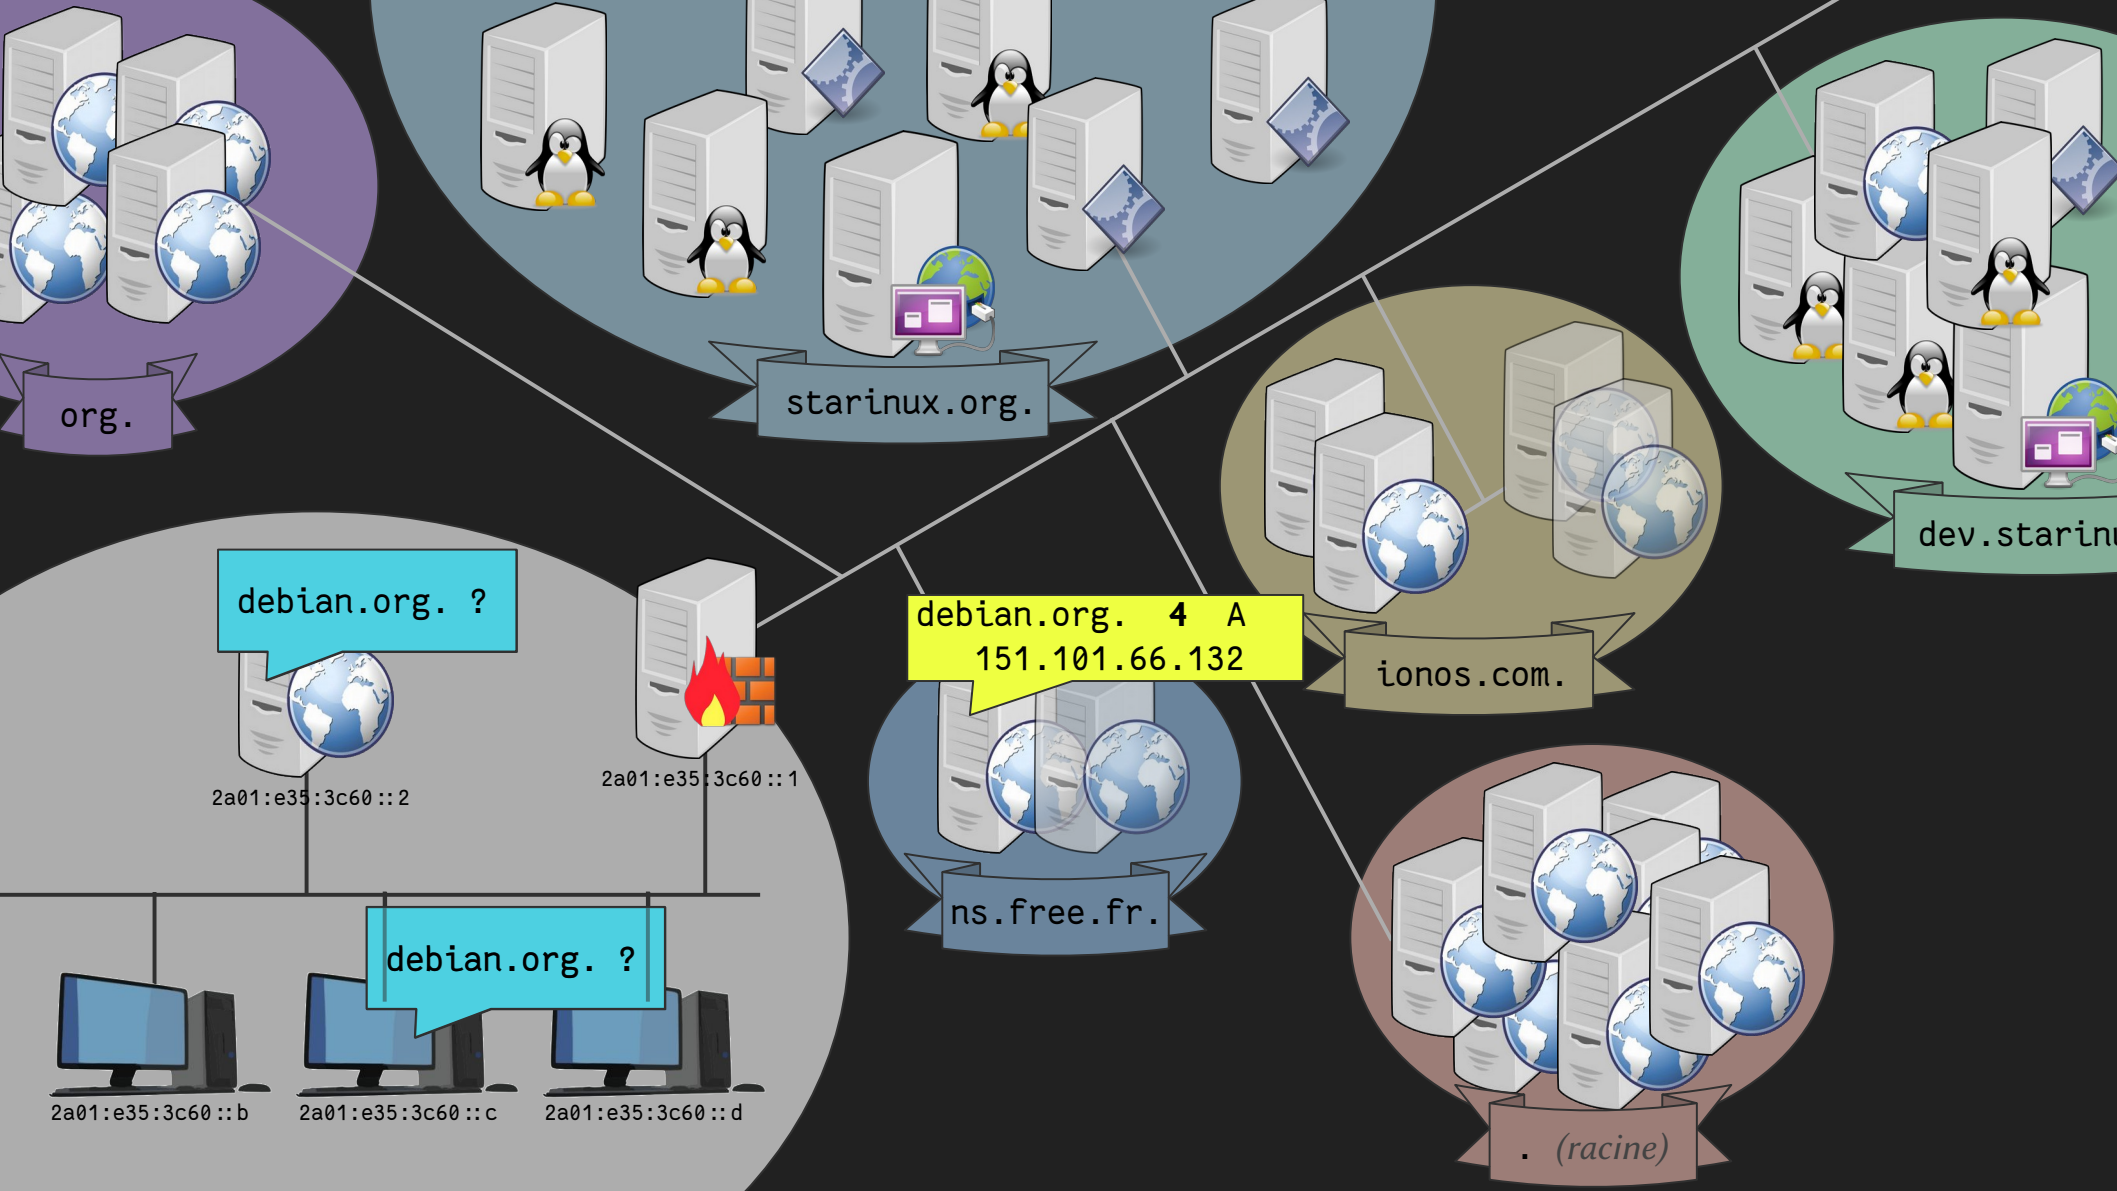 org.
starinux.org.
dev.starinu
debian.org. ?
debian.org. 4 A
151.101.66.132
ionos.com.
2a01:e35:3c60::1
2a01:e35:3c60::2
ns.free.fr.
debian.org. ?
2a01:e35:3c60::b
2a01:e35:3c60::c
2a01:e35:3c60::d
. (racine)